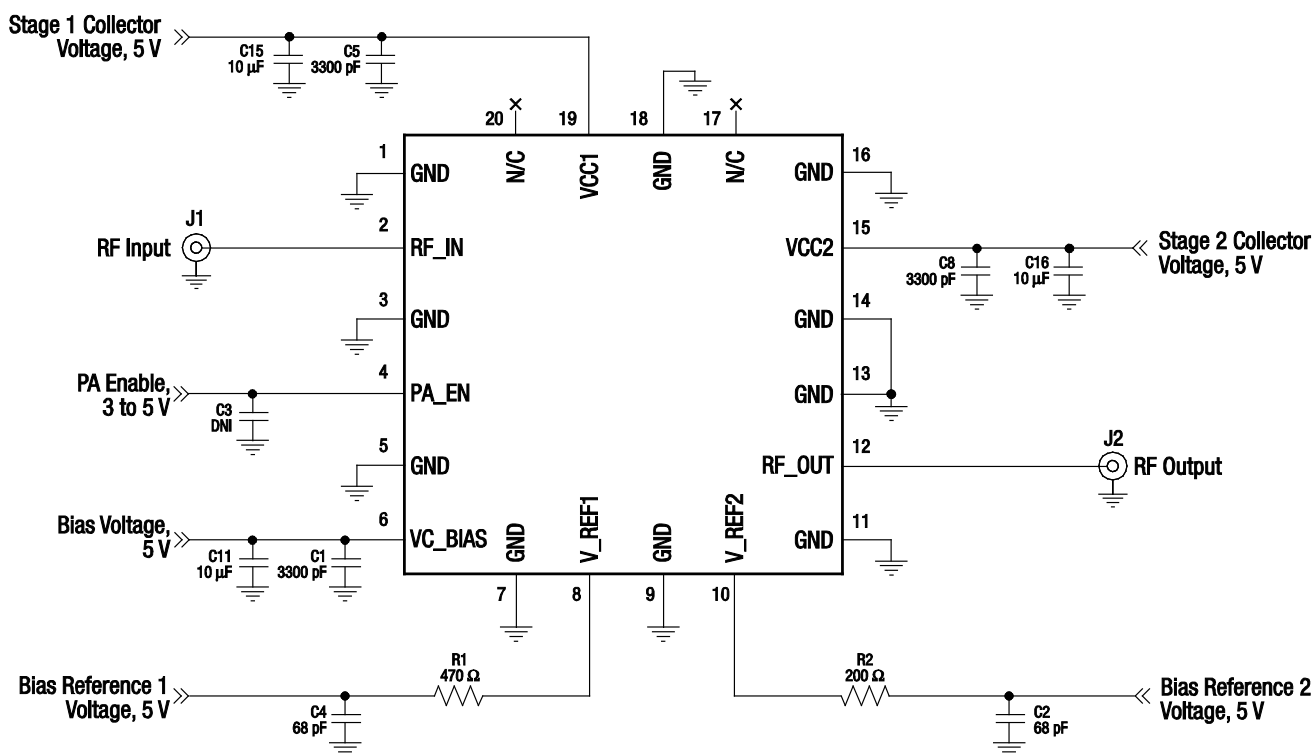 Stage 1 Collector
Voltage, 5 V
C15
10 µF
C5
3300 pF
20
19
18
17
N/C
VCC1
GND
N/C
1
GND
16
GND
J1
RF Input
2
RF_IN
15
VCC2
C8
3300 pF
C16
10 µF
Stage 2 Collector
Voltage, 5 V
3
GND
14
GND
PA Enable,
3 to 5 V
C3
DNI
4
PA_EN
13
GND
5
GND
12
RF_OUT
J2
RF Output
Bias Voltage,
5 V
C11
10 µF
C1
3300 pF
6
VC_BIAS
GND
V_REF1
GND
V_REF2
11
GND
7
8
9
10
Bias Reference 1
Voltage, 5 V
C4
68 pF
R1
470 Ω
R2
200 Ω
C2
68 pF
Bias Reference 2
Voltage, 5 V